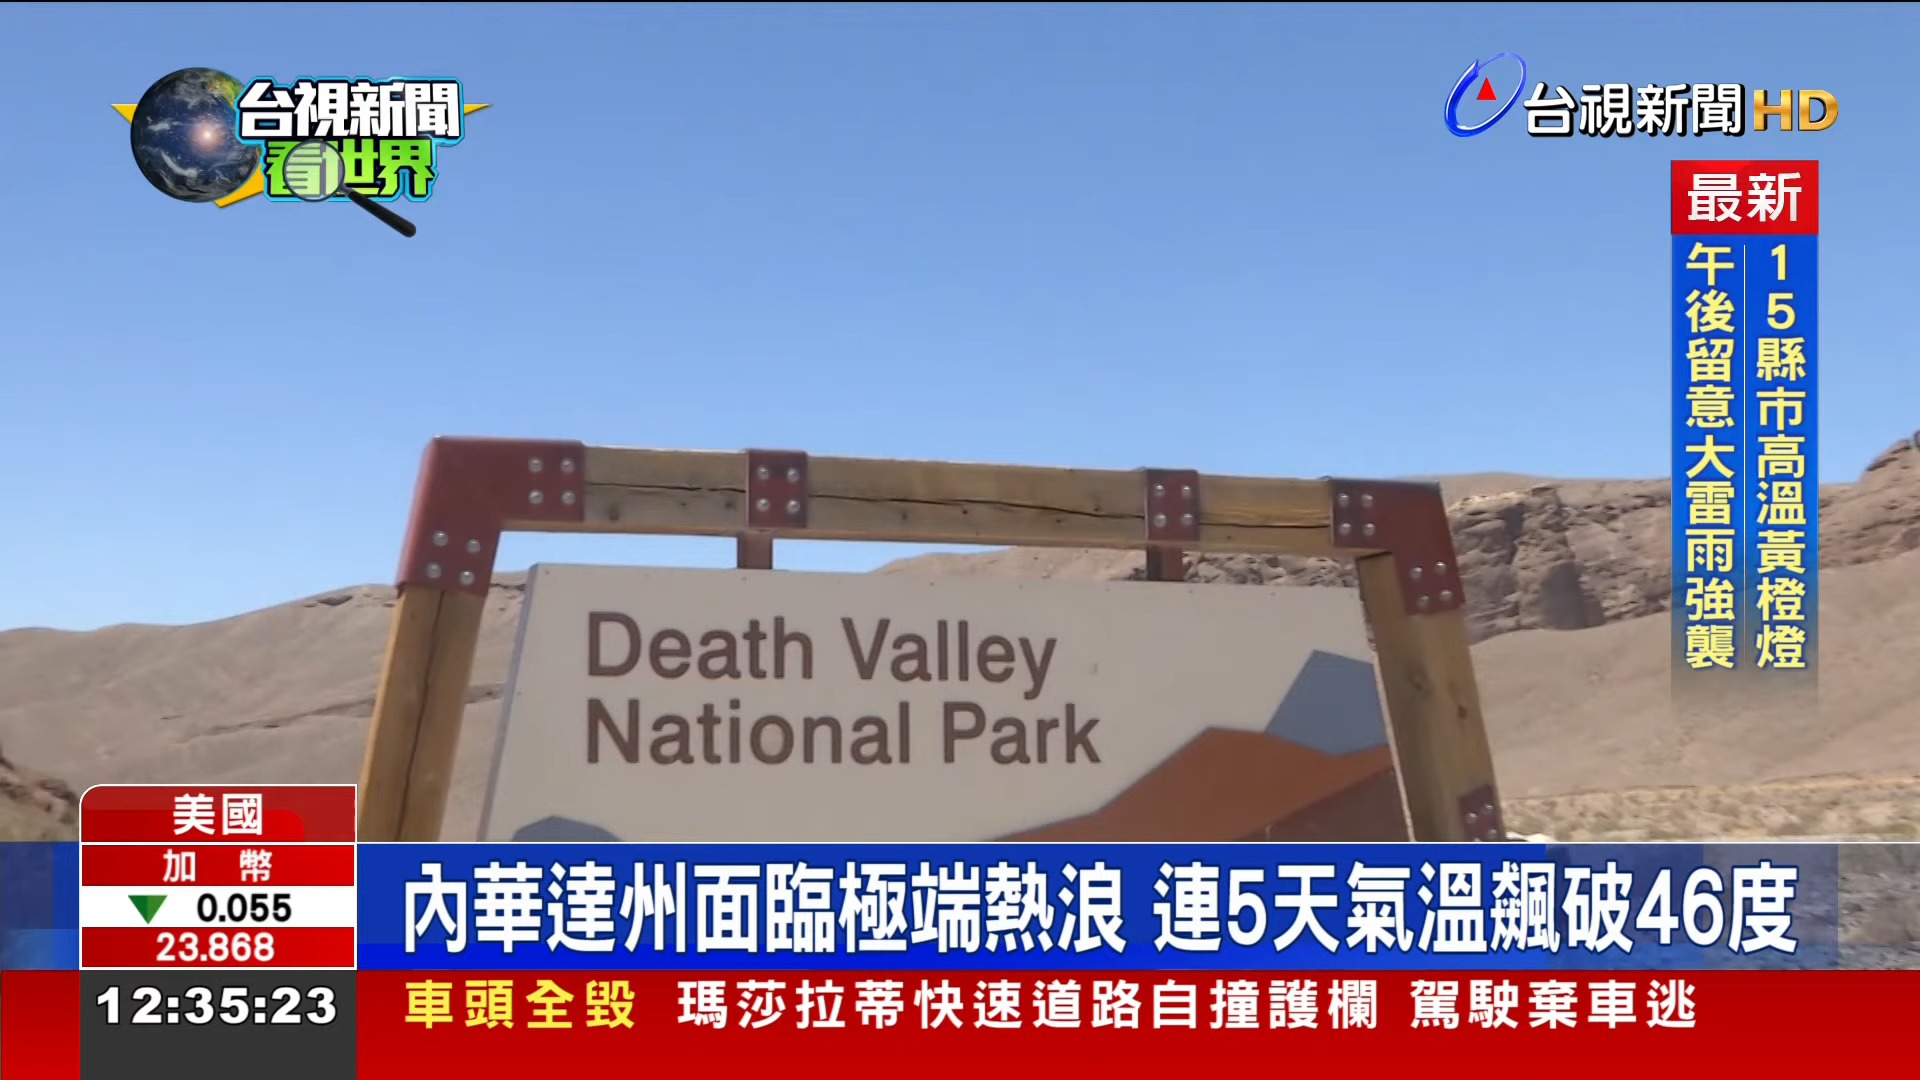 台視新聞
看世界
台視新聞HD
最新
15縣市高溫黃橙燈
午後留意大雷雨強襲
Death Valley
National Park
美國
加 幣
0.055
23.868
12:35:23
內華達州面臨極端熱浪 連5天氣溫飆破46度
車頭全毀 瑪莎拉蒂快速道路自撞護欄 駕駛棄車逃